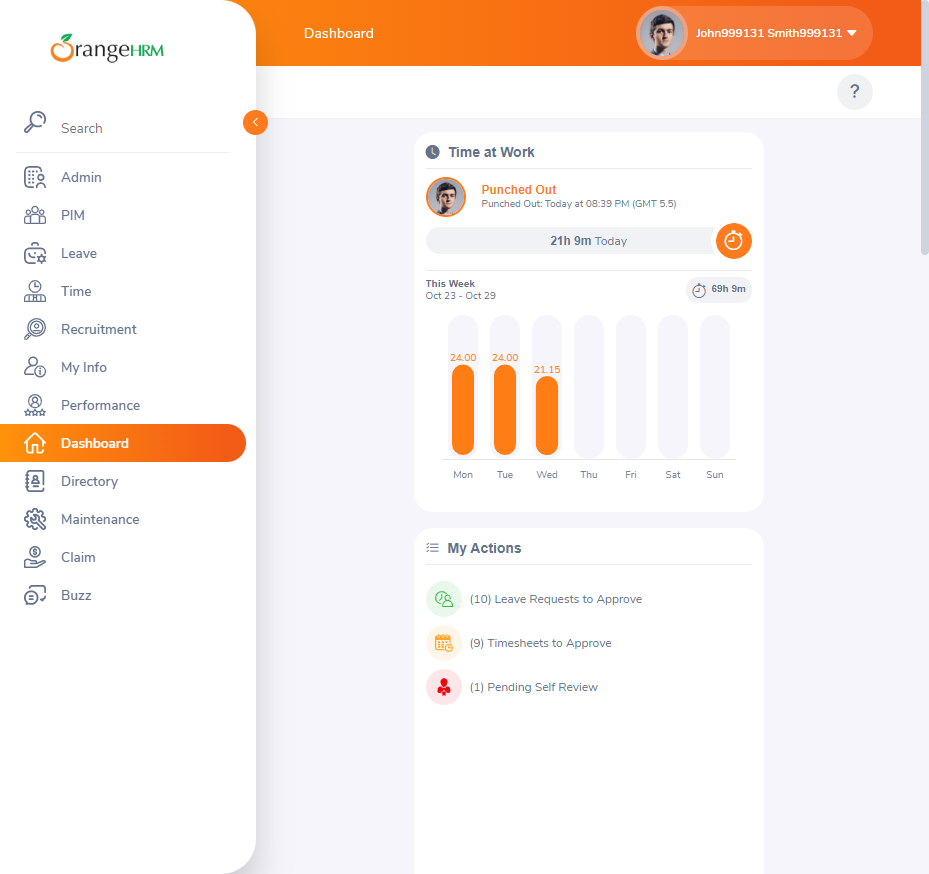 OrangeHRM
Dashboard
John999131 Smith999131
?
Search
Admin
PIM
Leave
Time
Recruitment
My Info
Performance
Dashboard
Directory
Maintenance
Claim
Buzz
Time at Work
Punched Out
Punched Out: Today at 08:39 PM (GMT 5.5)
21h 9m Today
This Week
Oct 23 - Oct 29
69h 9m
24.00 24.00 21.15
Mon Tue Wed Thu Fri Sat Sun
My Actions
(10) Leave Requests to Approve
(9) Timesheets to Approve
(1) Pending Self Review